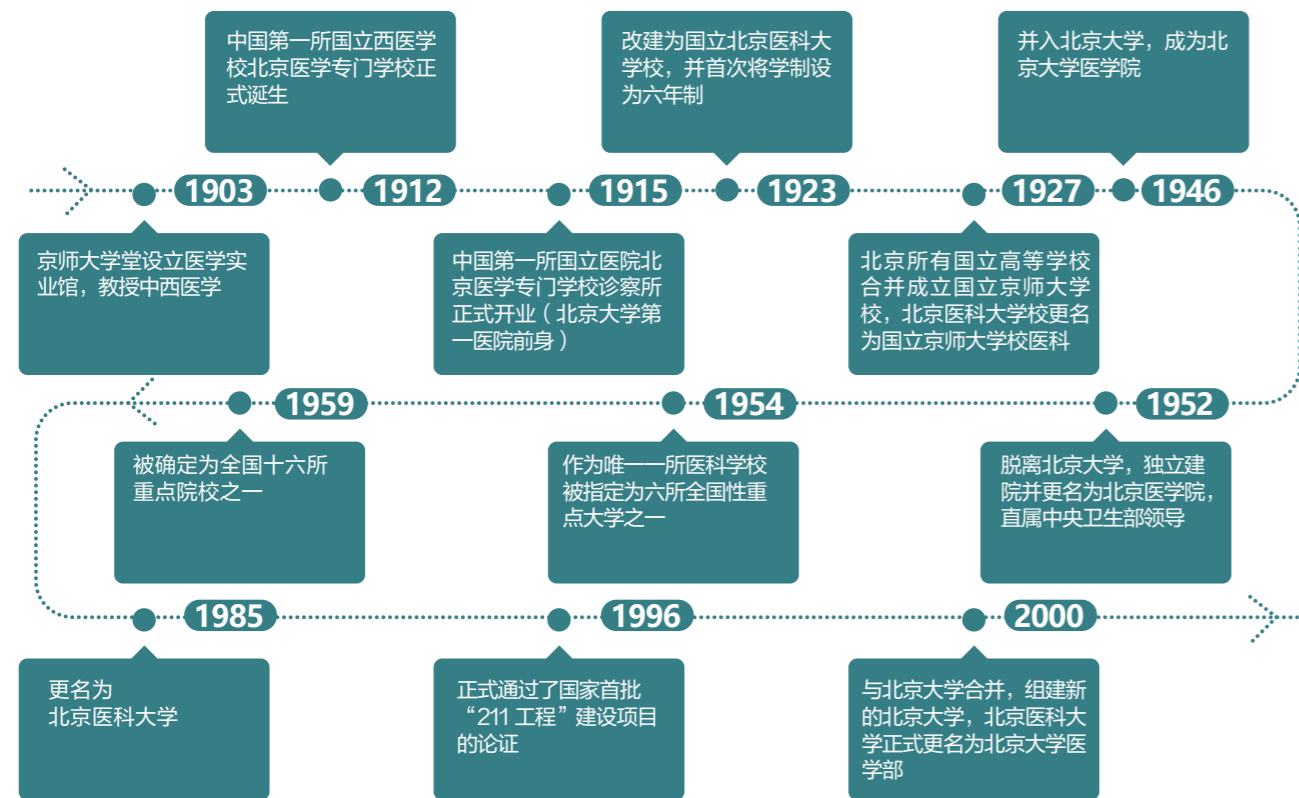 1903
京师大学堂设立医学实
业馆，教授中西医学
1912
中国第一所国立西医学
校北京医学专门学校正
式诞生
1915
中国第一所国立医院北
京医学专门学校诊察所
正式开业（北京大学第
一医院前身）
1923
改建为国立北京医科大
学校，并首次将学制设
为六年制
1927
北京所有国立高等学校
合并成立国立京师大学
校，北京医科大学校更名
为国立京师大学校医科
1946
并入北京大学，成为北
京大学医学院
1952
脱离北京大学，独立建
院并更名为北京医学院，
直属中央卫生部领导
1954
作为唯一一所医科学校
被指定为六所全国性重
点大学之一
1959
被确定为全国十六所
重点院校之一
1985
更名为
北京医科大学
1996
正式通过了国家首批
“211 工程”建设项目
的论证
2000
与北京大学合并，组建新
的北京大学，北京医科大
学正式更名为北京大学医
学部